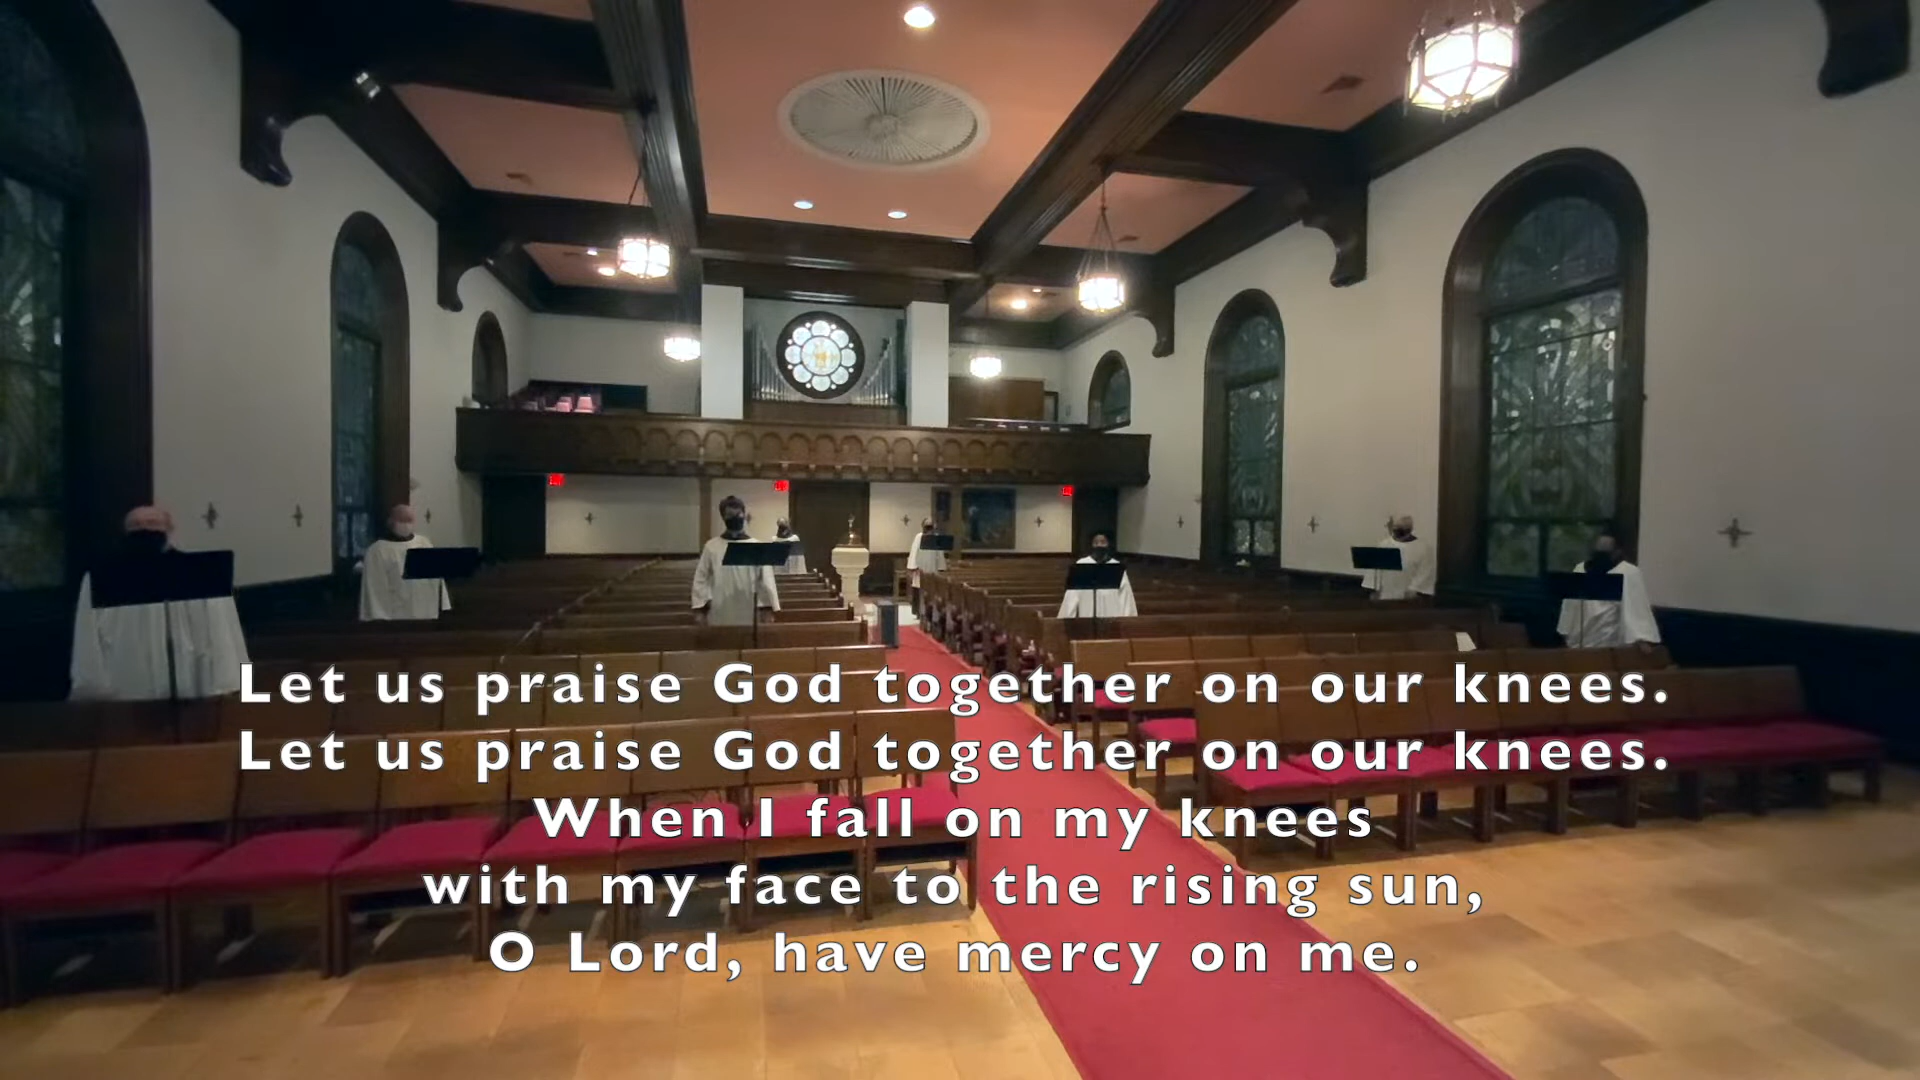 Let us praise God together on our knees.
Let us praise God together on our knees.
When I fall on my knees
with my face to the rising sun,
O Lord, have mercy on me.